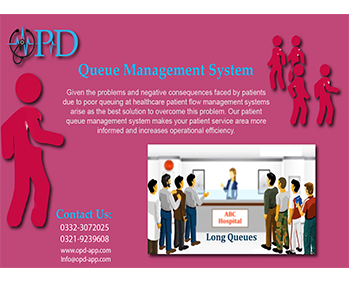 OPD
Queue Management System
Given the problems and negative consequences faced by patients
due to poor queuing at healthcare patient flow management systems
arise as the best solution to overcome this problem. Our patient
queue management system makes your patient service area more
informed and increases operational efficiency.
ABC
Hospital
Long Queues
Contact Us:
0332-3072025
0321-9239608
www.opd-app.com
Info@opd-app.com